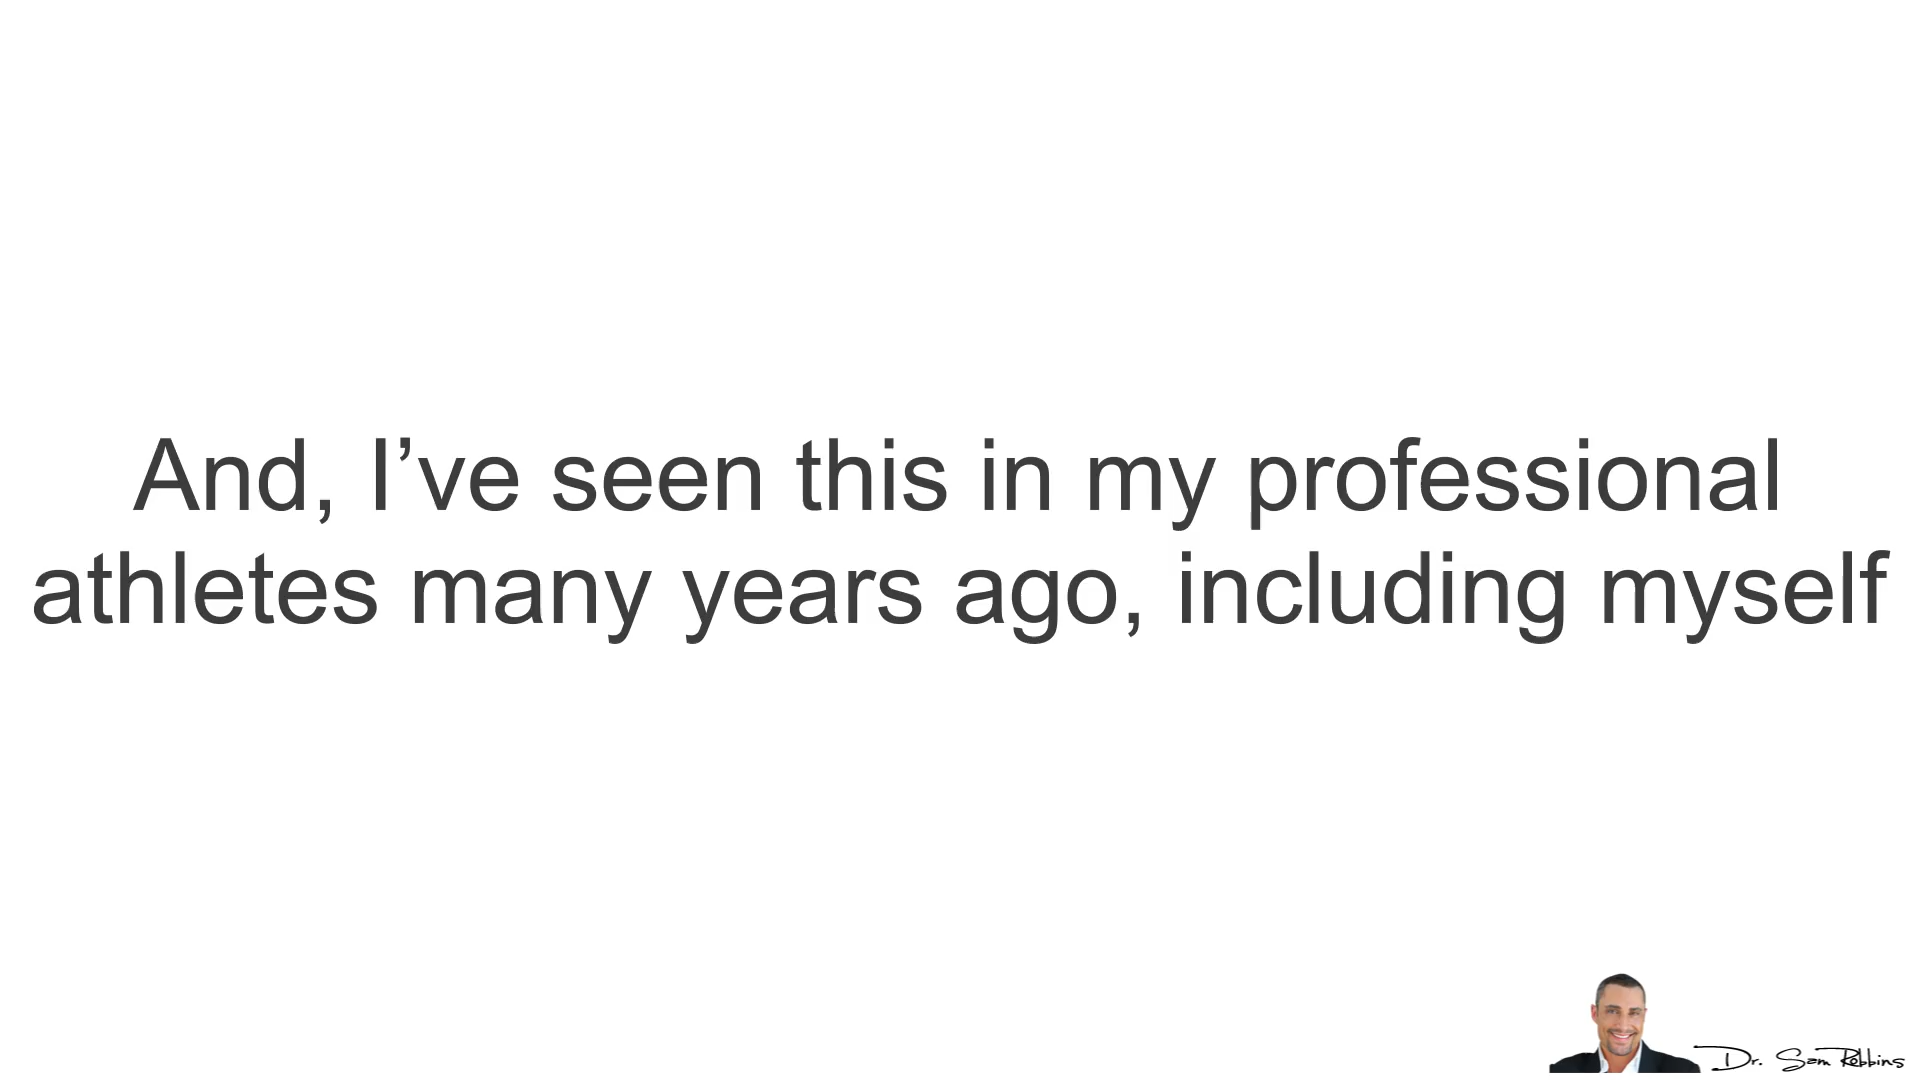 And, I’ve seen this in my professional
athletes many years ago, including myself
Dr. Sam Robbins